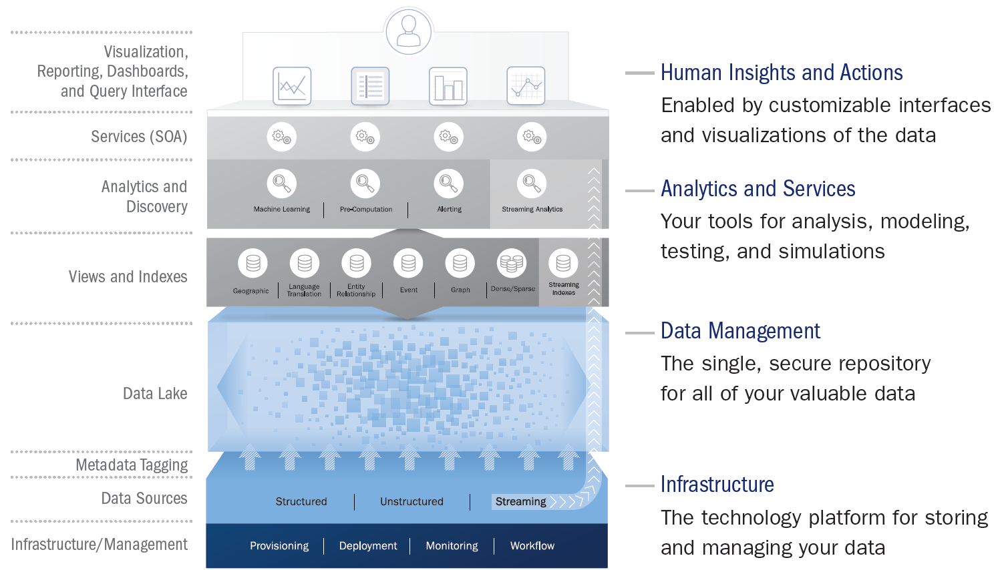 Visualization,
Reporting, Dashboards,
and Query Interface
Services (SOA)
Analytics and
Discovery
Machine Learning
Pre-Computation
Alerting
Streaming Analytics
Views and Indexes
Geographic
Language
Translation
Entity
Relationship
Event
Graph
Dense/Sparse
Streaming
Indexes
Data Lake
Metadata Tagging
Data Sources
Structured
Unstructured
Streaming
Infrastructure/Management
Provisioning
Deployment
Monitoring
Workflow
Human Insights and Actions
Enabled by customizable interfaces
and visualizations of the data
Analytics and Services
Your tools for analysis, modeling,
testing, and simulations
Data Management
The single, secure repository
for all of your valuable data
Infrastructure
The technology platform for storing
and managing your data